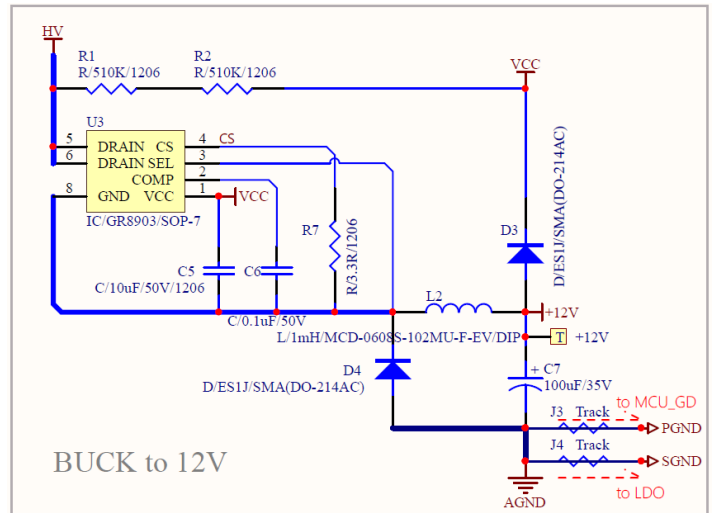 HV
R1
R/510K/1206
R2
R/510K/1206
VCC
U3
5
6
8
DRAIN CS
DRAIN SEL
COMP
GND VCC
4
3
2
1
CS
VCC
IC/GR8903/SOP-7
R7
R/3.3R/1206
D3
D/ES1J/SMA(DO-214AC)
C5
C/10uF/50V/1206
C6
C/0.1uF/50V
L2
+12V
L/1mH/MCD-0608S-102MU-F-EV/DIP
T +12V
D4
D/ES1J/SMA(DO-214AC)
+ C7
100uF/35V
to MCU_GD
J3 Track
PGND
J4 Track
SGND
to LDO
AGND
BUCK to 12V